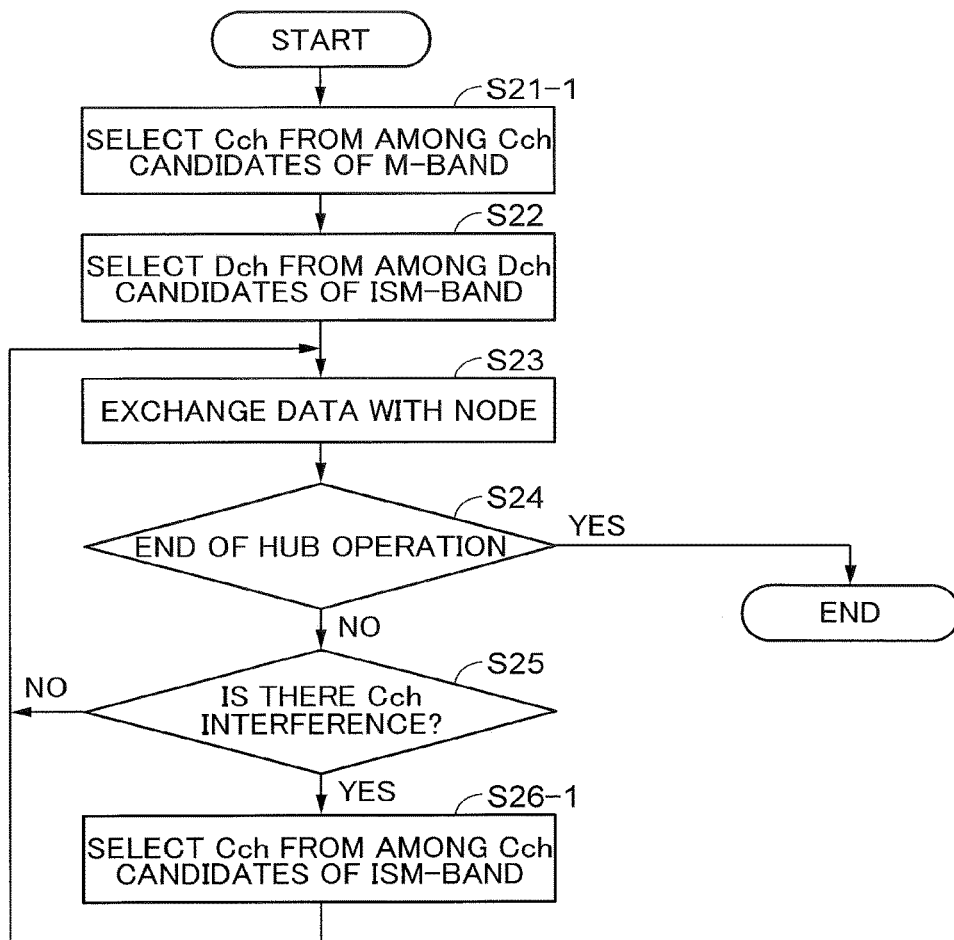 START
S21-1
SELECT Cch FROM AMONG Cch
CANDIDATES OF M-BAND
S22
SELECT Dch FROM AMONG Dch
CANDIDATES OF ISM-BAND
S23
EXCHANGE DATA WITH NODE
S24
END OF HUB OPERATION
YES
END
NO
S25
IS THERE Cch
INTERFERENCE?
NO
YES
S26-1
SELECT Cch FROM AMONG Cch
CANDIDATES OF ISM-BAND